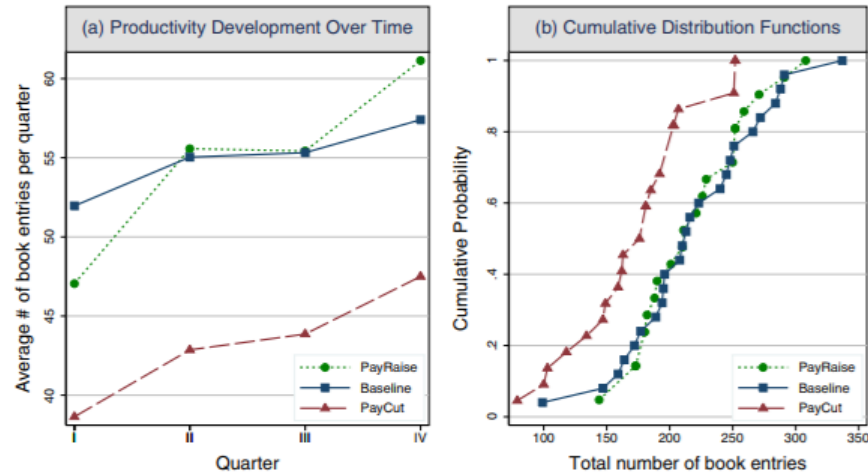 (a) Productivity Development Over Time
Average # of book entries per quarter
60
55
50
45
40
I
II
III
IV
Quarter
PayRaise
Baseline
PayCut
(b) Cumulative Distribution Functions
Cumulative Probability
1
.8
.6
.4
.2
0
100
150
200
250
300
350
Total number of book entries
PayRaise
Baseline
PayCut